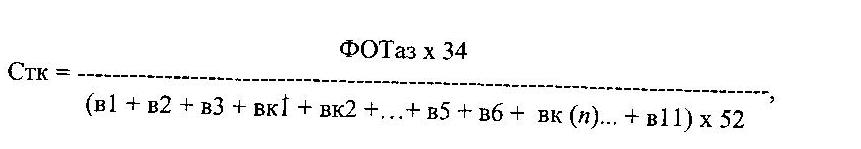 ФОТаз х 34
Стк = -----------------------------------------------------------------------------,
(в1 + в2 + в3 + вк1 + вк2 +...+ в5 + в6 + вк (n)... + в11) х 52